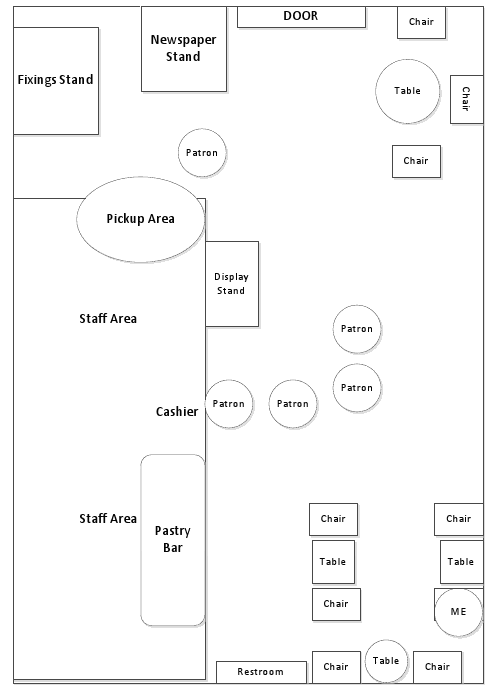 DOOR
Chair
Newspaper
Stand
Fixings Stand
Table
Chair
Patron
Chair
Pickup Area
Display
Stand
Staff Area
Patron
Patron
Cashier
Patron
Patron
Staff Area
Pastry
Bar
Chair
Chair
Table
Table
Chair
ME
Restroom
Chair
Table
Chair